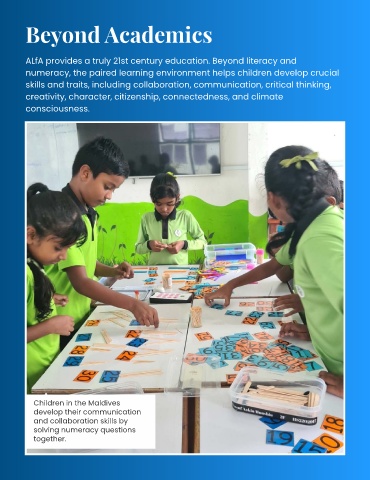 Beyond Academics
ALfA provides a truly 21st century education. Beyond literacy and
numeracy, the paired learning environment helps children develop crucial
skills and traits, including collaboration, communication, critical thinking,
creativity, character, citizenship, connectedness, and climate
consciousness.
Children in the Maldives
develop their communication
and collaboration skills by
solving numeracy questions
together.